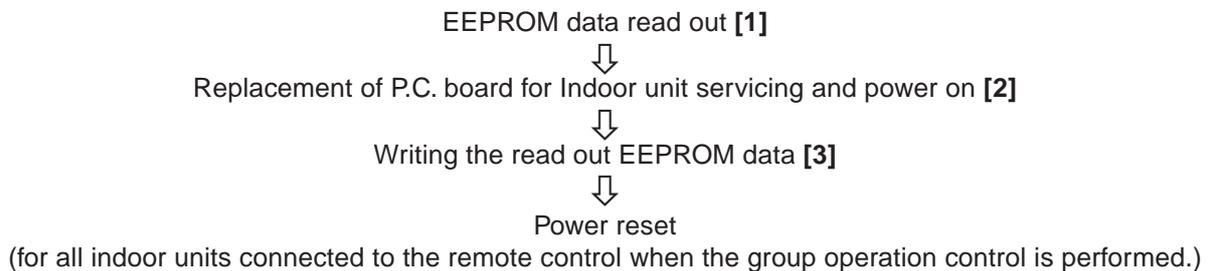 EEPROM data read out [1]
Replacement of P.C. board for Indoor unit servicing and power on [2]
Writing the read out EEPROM data [3]
Power reset
(for all indoor units connected to the remote control when the group operation control is performed.)